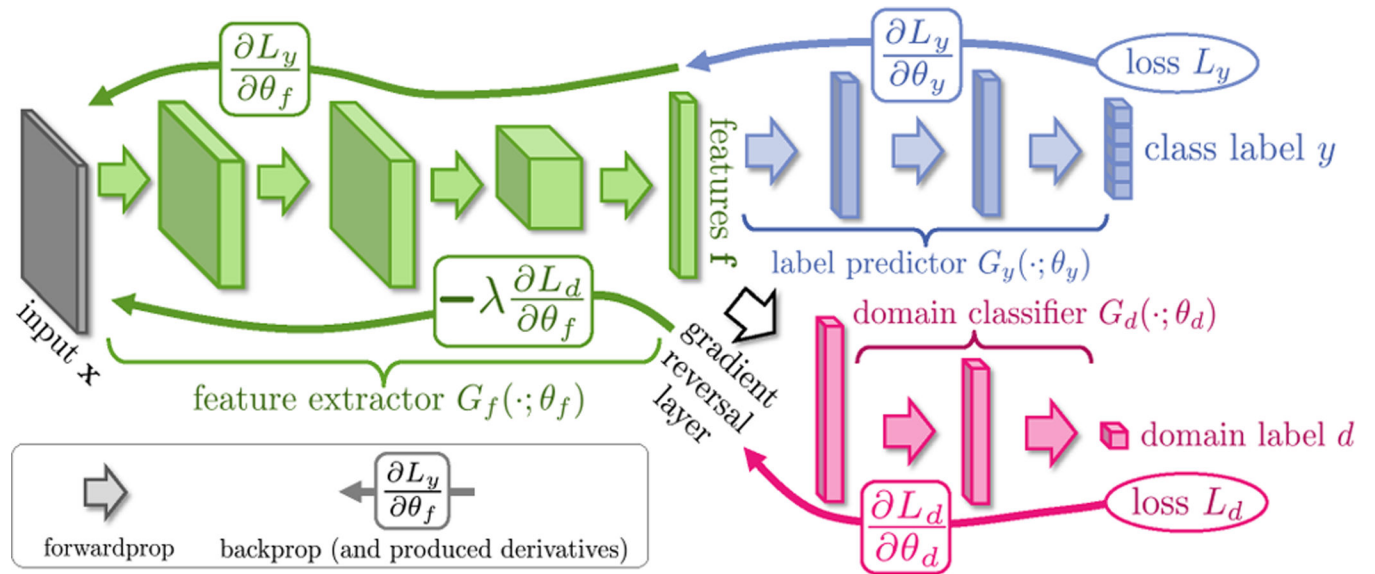 ∂L_y/∂θ_f
∂L_y/∂θ_y
loss L_y
input x
features f
class label y
label predictor G_y(·;θ_y)
−λ ∂L_d/∂θ_f
feature extractor G_f(·;θ_f)
gradient
reversal
layer
domain classifier G_d(·;θ_d)
domain label d
∂L_d/∂θ_d
loss L_d
∂L_y/∂θ_f
forwardprop
backprop (and produced derivatives)